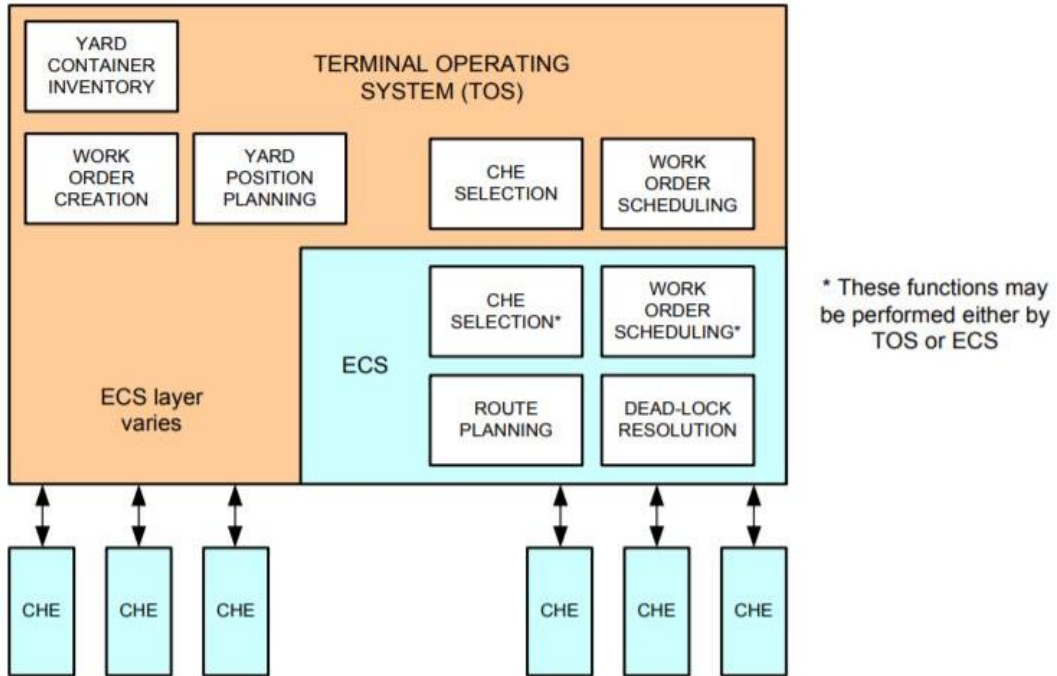 YARD
CONTAINER
INVENTORY
TERMINAL OPERATING
SYSTEM (TOS)
WORK
ORDER
CREATION
YARD
POSITION
PLANNING
CHE
SELECTION
WORK
ORDER
SCHEDULING
ECS
CHE
SELECTION*
WORK
ORDER
SCHEDULING*
ROUTE
PLANNING
DEAD-LOCK
RESOLUTION
ECS layer
varies
* These functions may
be performed either by
TOS or ECS
CHE
CHE
CHE
CHE
CHE
CHE